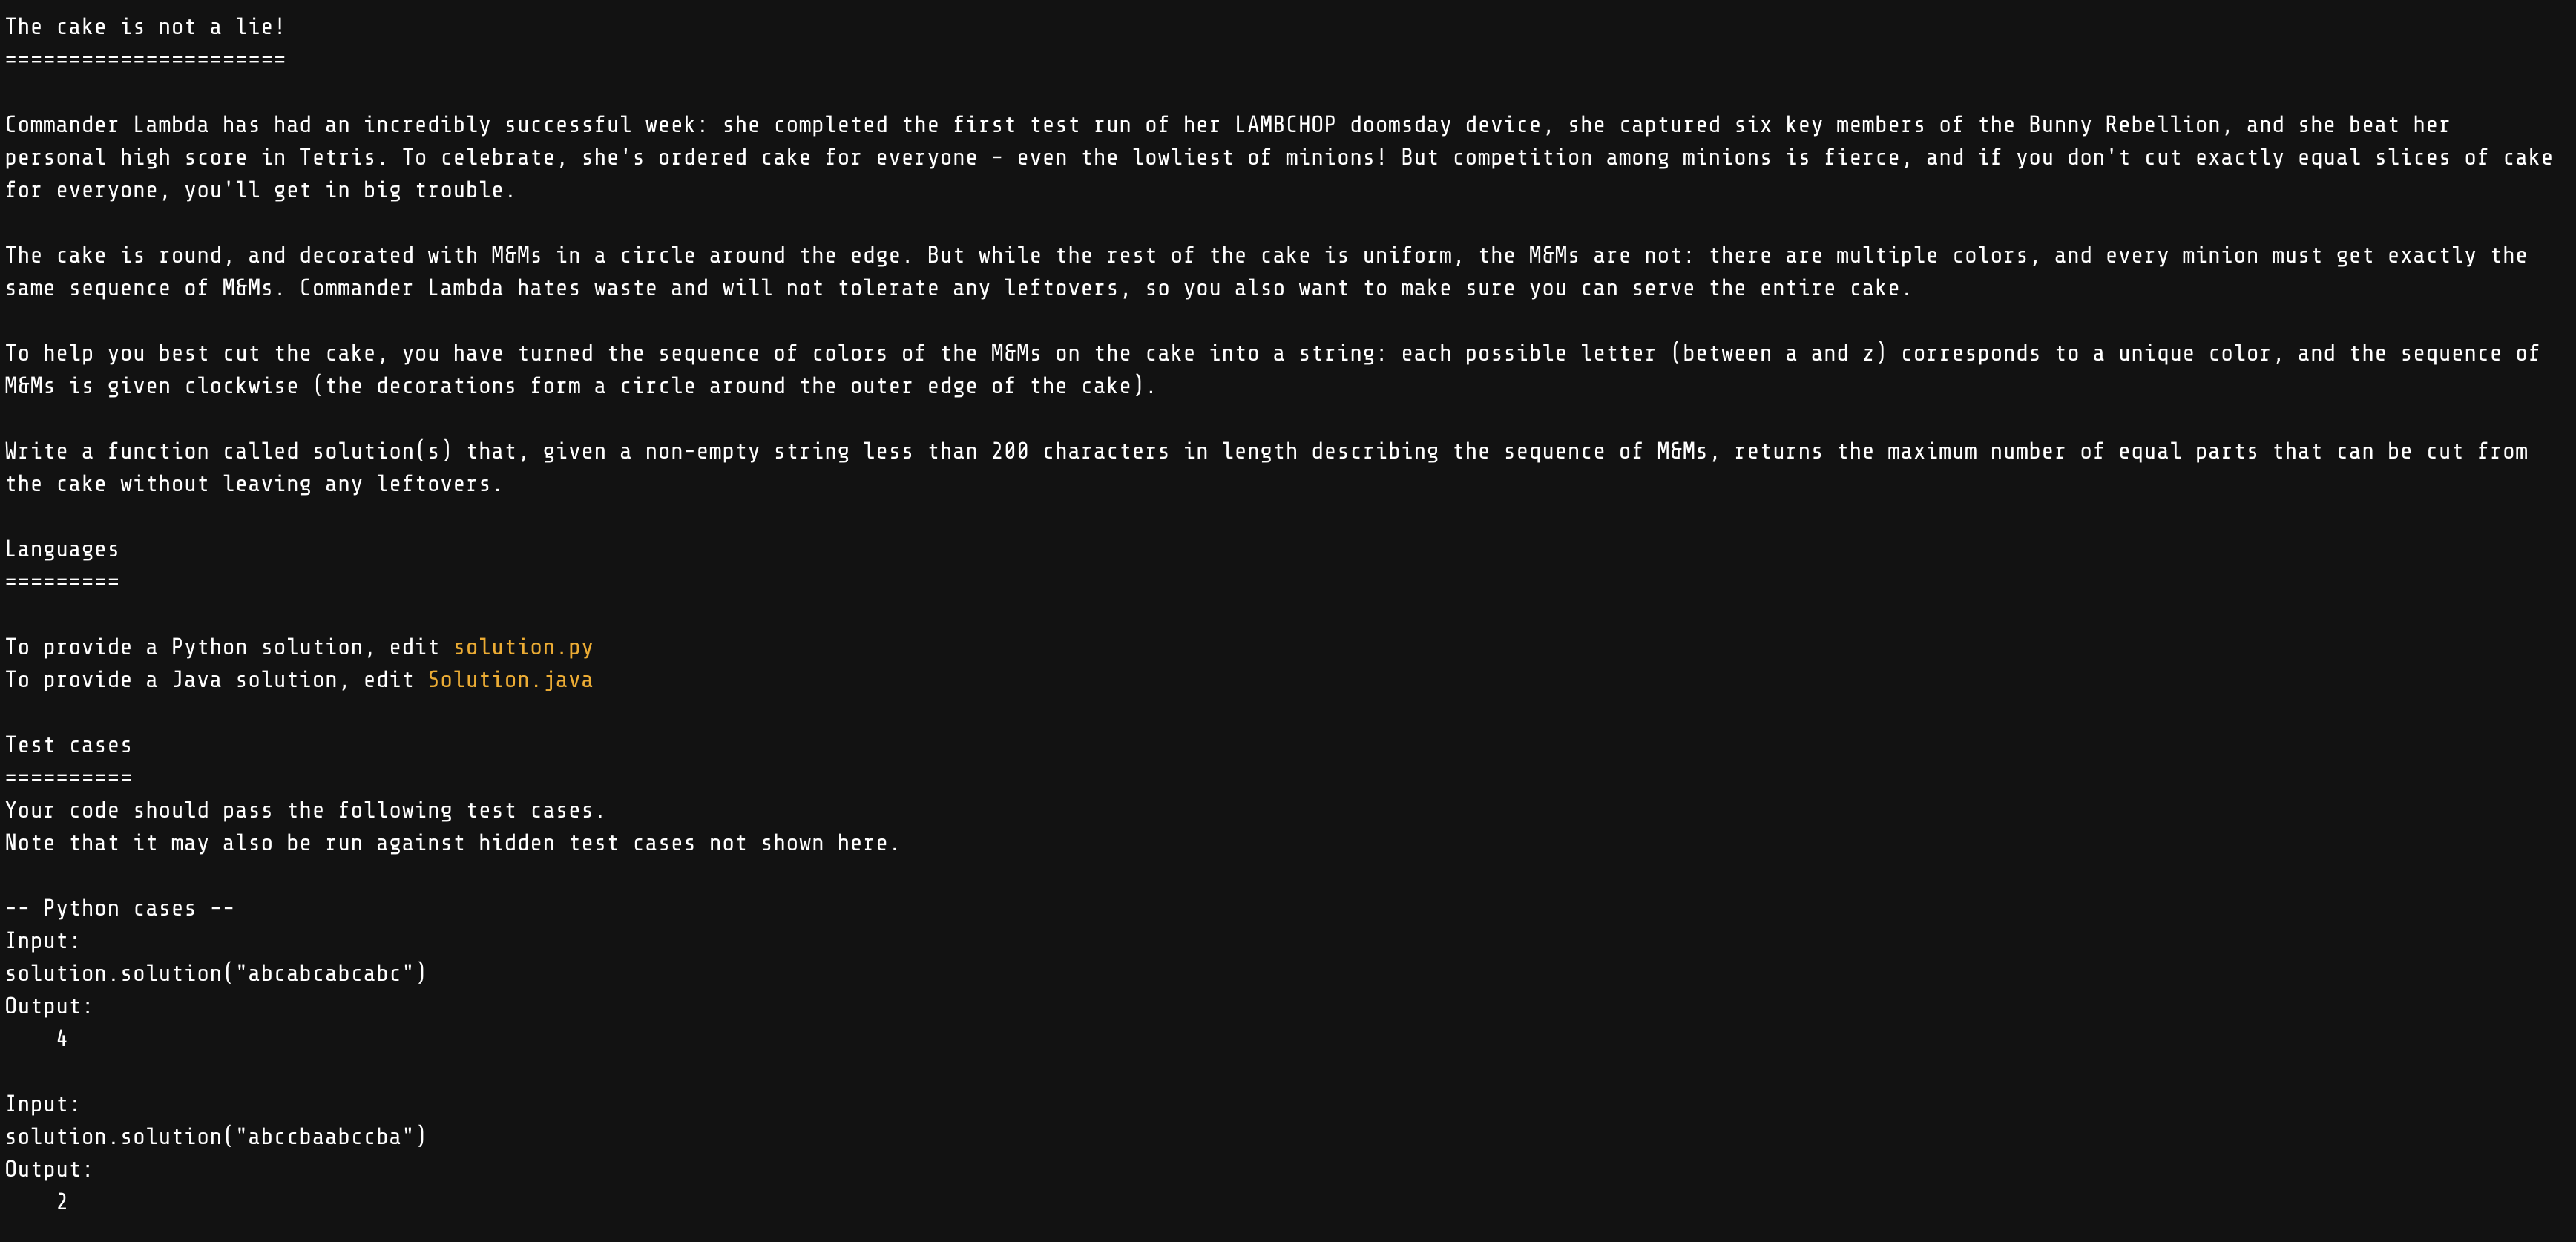 The cake is not a lie!
======================
Commander Lambda has had an incredibly successful week: she completed the first test run of her LAMBCHOP doomsday device, she captured six key members of the Bunny Rebellion, and she beat her
personal high score in Tetris. To celebrate, she's ordered cake for everyone - even the lowliest of minions! But competition among minions is fierce, and if you don't cut exactly equal slices of cake
for everyone, you'll get in big trouble.
The cake is round, and decorated with M&Ms in a circle around the edge. But while the rest of the cake is uniform, the M&Ms are not: there are multiple colors, and every minion must get exactly the
same sequence of M&Ms. Commander Lambda hates waste and will not tolerate any leftovers, so you also want to make sure you can serve the entire cake.
To help you best cut the cake, you have turned the sequence of colors of the M&Ms on the cake into a string: each possible letter (between a and z) corresponds to a unique color, and the sequence of
M&Ms is given clockwise (the decorations form a circle around the outer edge of the cake).
Write a function called solution(s) that, given a non-empty string less than 200 characters in length describing the sequence of M&Ms, returns the maximum number of equal parts that can be cut from
the cake without leaving any leftovers.
Languages
=========
To provide a Python solution, edit solution.py
To provide a Java solution, edit Solution.java
Test cases
==========
Your code should pass the following test cases.
Note that it may also be run against hidden test cases not shown here.
-- Python cases --
Input:
solution.solution("abcabcabcabc")
Output:
    4
Input:
solution.solution("abccbaabccba")
Output:
    2